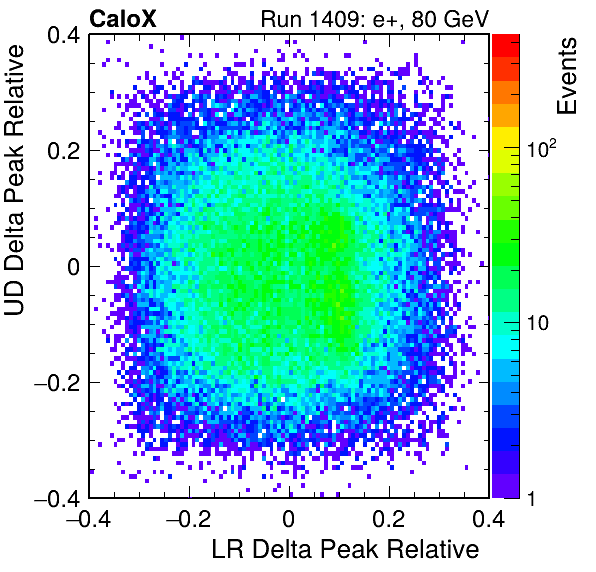 CaloX Run 1409: e+, 80 GeV
UD Delta Peak Relative
0.4
0.2
0
−0.2
−0.4
−0.4 −0.2 0 0.2 0.4
LR Delta Peak Relative
Events
10²
10
1